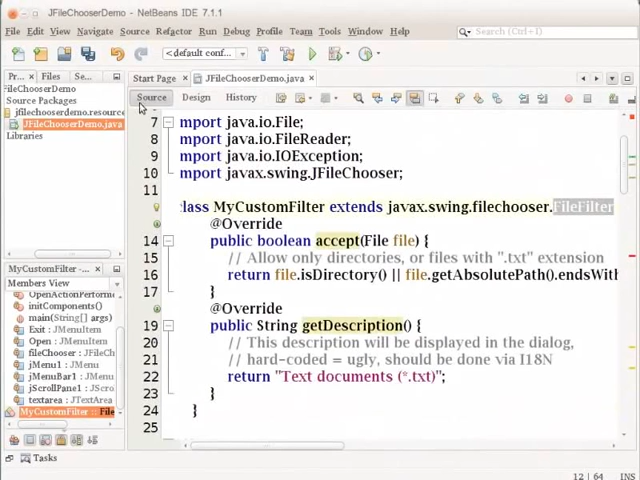 JFileChooserDemo - NetBeans IDE 7.1.1
File Edit View Navigate Source Refactor Run Debug Profile Team Tools Window Help
Search (Ctrl+I)
<default conf...
Pr... Files Se...
Start Page
JFileChooserDemo.java
FileChooserDemo
Source Packages
jfilechooserdemo.resource
JFileChooserDemo.java
Libraries
Source Design History
7 mport java.io.File;
8 mport java.io.FileReader;
9 mport java.io.IOException;
10 mport javax.swing.JFileChooser;
11
class MyCustomFilter extends javax.swing.filechooser.FileFilter
@Override
14 public boolean accept(File file) {
15 // Allow only directories, or files with ".txt" extension
16 return file.isDirectory() || file.getAbsolutePath().endsWith
17 }
@Override
19 public String getDescription() {
20 // This description will be displayed in the dialog,
21 // hard-coded = ugly, should be done via I18N
22 return "Text documents (*.txt)";
23 }
24 }
25
MyCustomFilter - ...
Members View
OpenActionPerform
initComponents()
main(String[] args)
Exit : JMenuItem
Open : JMenuItem
fileChooser : JFileCh
jMenu1 : JMenu
jMenuBar1 : JMenuB
jScrollPane1 : JScroll
textarea : JTextArea
MyCustomFilter :: File
Tasks
12 | 64 INS